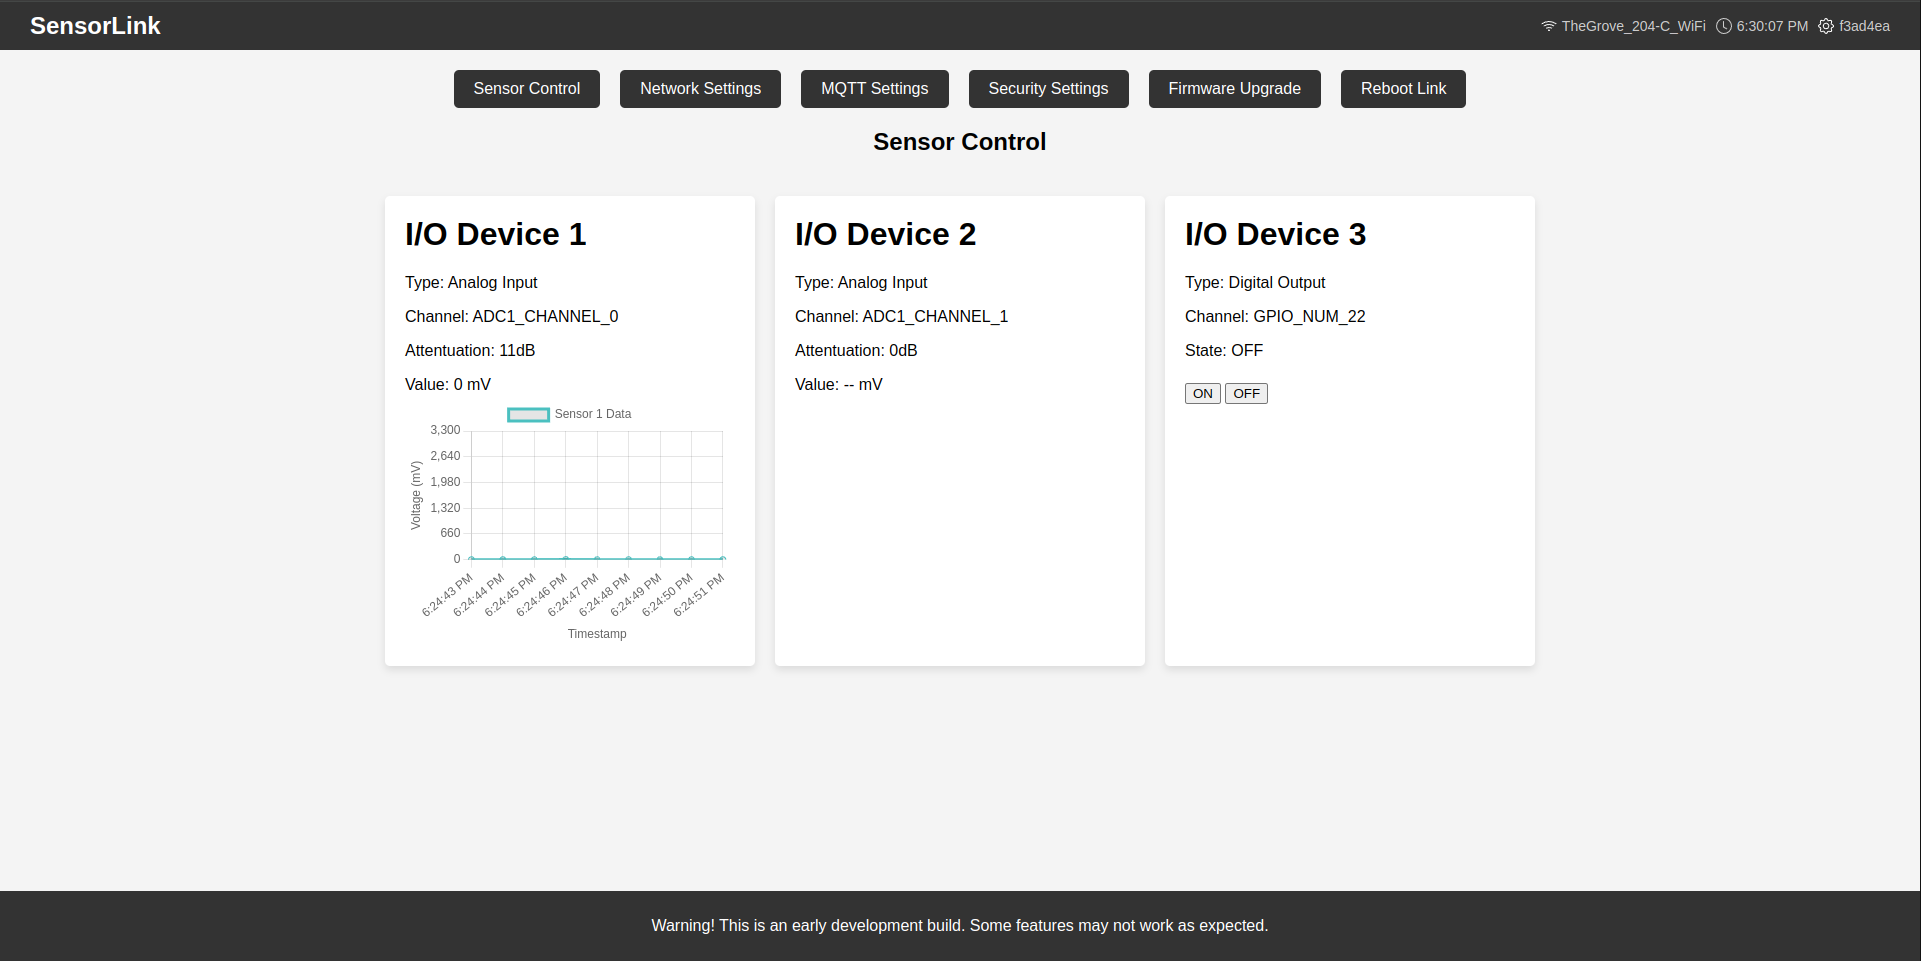 SensorLink
TheGrove_204-C_WiFi 6:30:07 PM f3ad4ea
Sensor Control Network Settings MQTT Settings Security Settings Firmware Upgrade Reboot Link
Sensor Control
I/O Device 1
Type: Analog Input
Channel: ADC1_CHANNEL_0
Attentuation: 11dB
Value: 0 mV
Sensor 1 Data
Voltage (mV)
3,300
2,640
1,980
1,320
660
0
6:24:43 PM
6:24:44 PM
6:24:45 PM
6:24:46 PM
6:24:47 PM
6:24:48 PM
6:24:49 PM
6:24:50 PM
6:24:51 PM
Timestamp
I/O Device 2
Type: Analog Input
Channel: ADC1_CHANNEL_1
Attentuation: 0dB
Value: -- mV
I/O Device 3
Type: Digital Output
Channel: GPIO_NUM_22
State: OFF
ON OFF
Warning! This is an early development build. Some features may not work as expected.